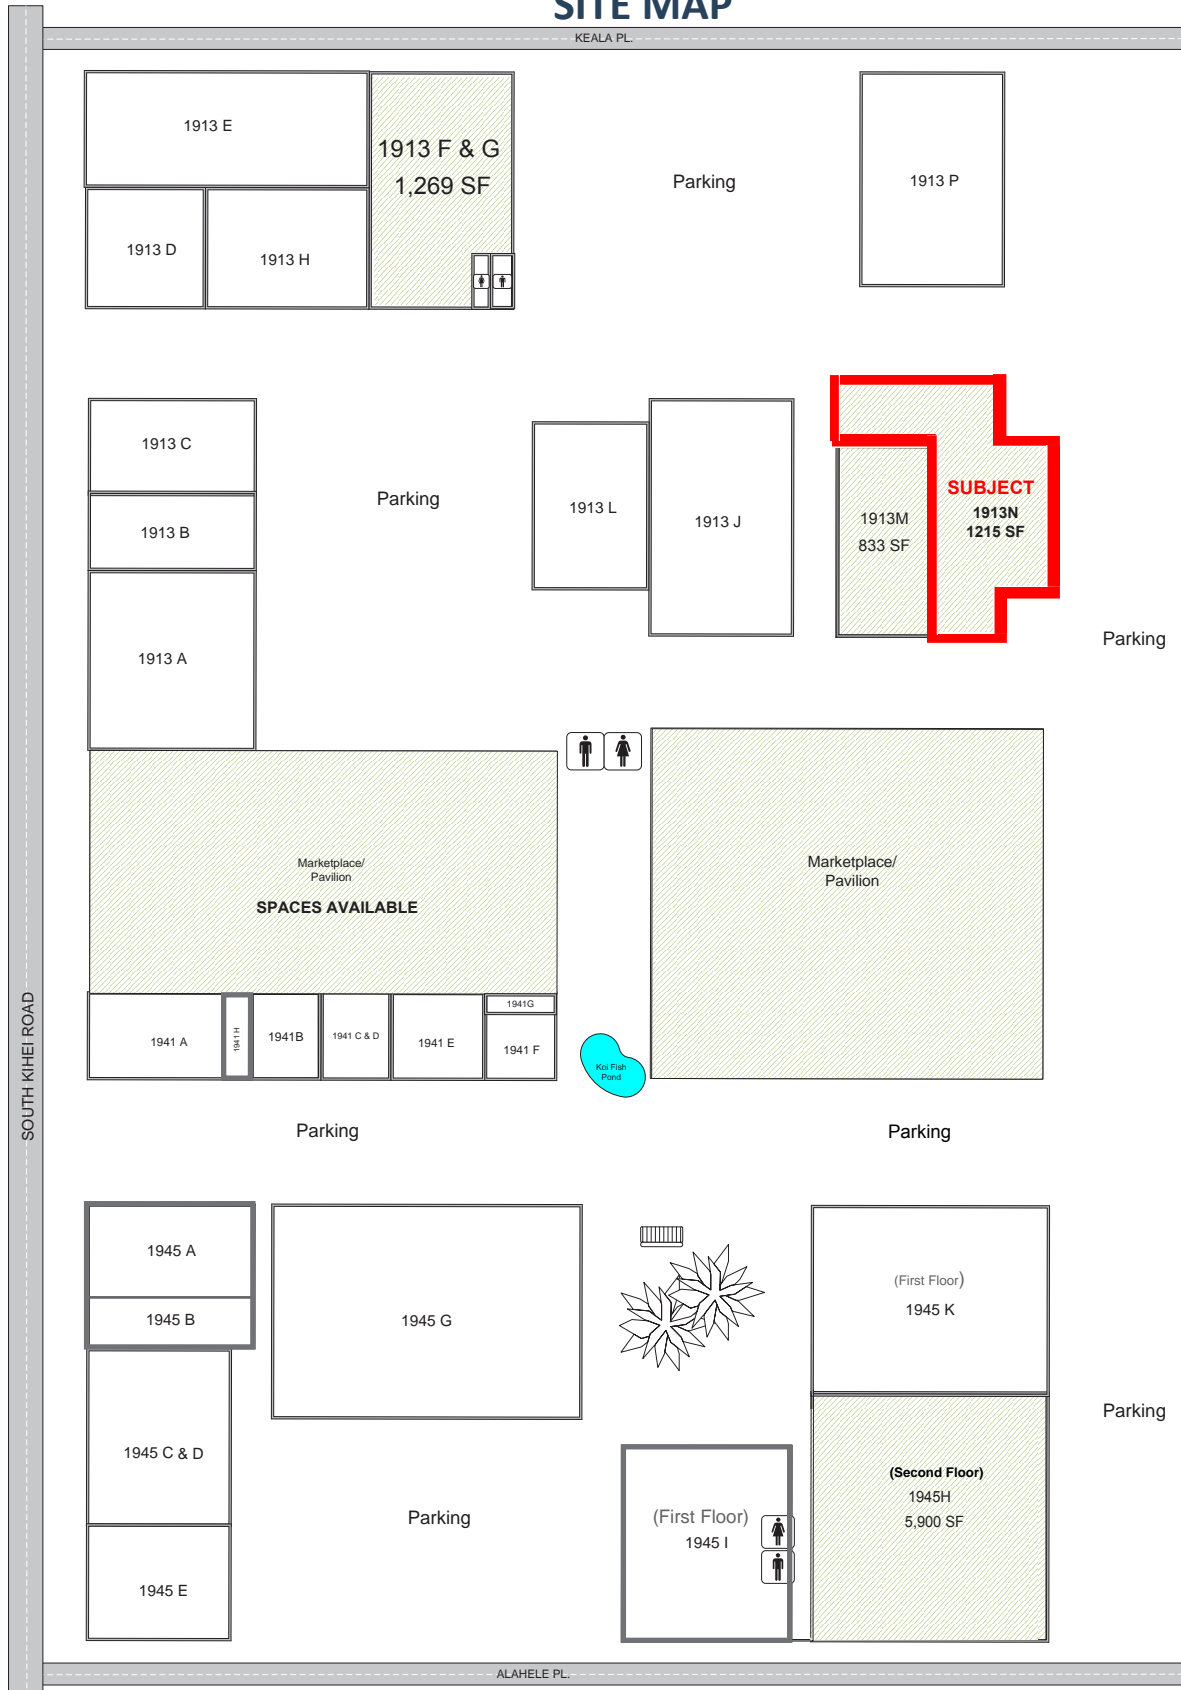 SITE MAP
KEALA PL.
1913 E
1913 F & G
1,269 SF
1913 D
1913 H
Parking
1913 P
1913 C
1913 B
1913 A
Parking
1913 L
1913 J
1913M
833 SF
SUBJECT
1913N
1215 SF
Parking
Marketplace/
Pavilion
SPACES AVAILABLE
Marketplace/
Pavilion
SOUTH KIHEI ROAD
1941 A
1941 H
1941B
1941 C & D
1941 E
1941G
1941 F
Koi Fish
Pond
Parking
Parking
1945 A
1945 B
1945 C & D
1945 E
1945 G
Parking
(First Floor)
1945 K
(Second Floor)
1945H
5,900 SF
(First Floor)
1945 I
Parking
ALAHELE PL.